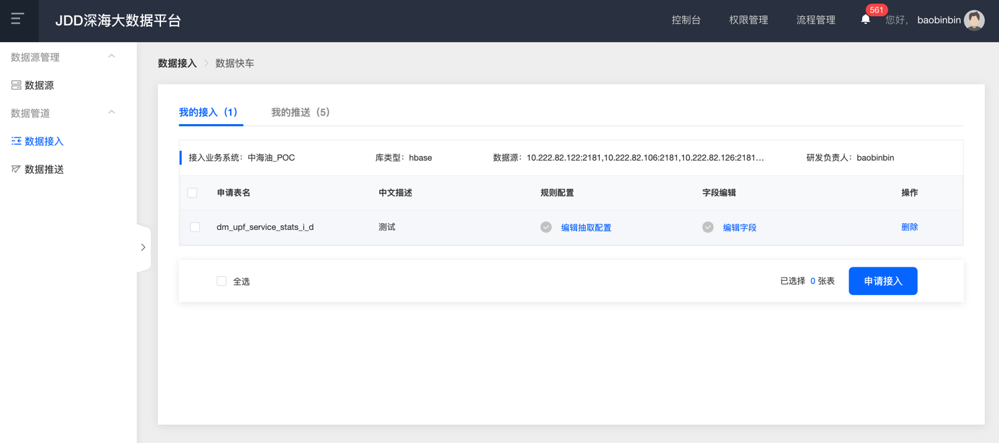 JDD深海大数据平台
控制台 权限管理 流程管理 561 您好, baobinbin
数据源管理
数据源
数据管道
数据接入
数据推送
数据接入 > 数据快车
我的接入（1） 我的推送（5）
接入业务系统：中海油_POC 库类型：hbase 数据源：10.222.82.122:2181,10.222.82.106:2181,10.222.82.126:2181... 研发负责人：baobinbin
申请表名 中文描述 规则配置 字段编辑 操作
dm_upf_service_stats_i_d 测试 编辑抽取配置 编辑字段 删除
全选 已选择 0 张表 申请接入